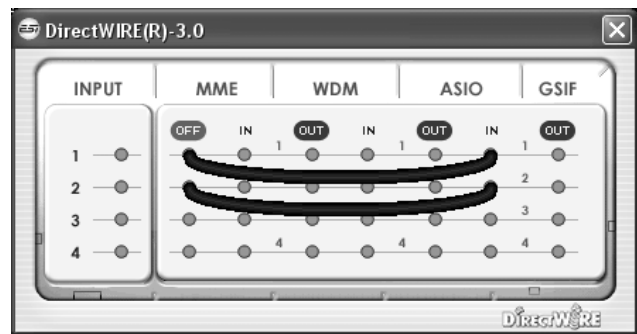 ESI DirectWIRE(R)-3.0
INPUT MME WDM ASIO GSIF
OFF IN OUT IN OUT IN OUT
1 1 1 1
2 2
3 3
4 4 4 4
DIRECTWIRE